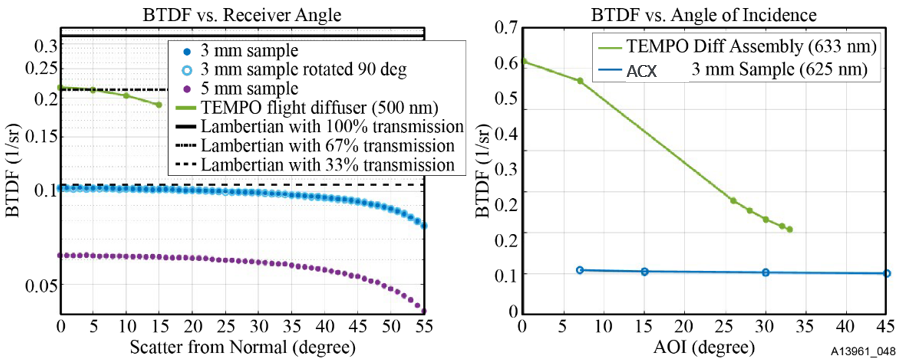 BTDF vs. Receiver Angle
0.3
0.25
0.2
0.15
0.1
0.05
BTDF (1/sr)
3 mm sample
3 mm sample rotated 90 deg
5 mm sample
TEMPO flight diffuser (500 nm)
Lambertian with 100% transmission
Lambertian with 67% transmission
Lambertian with 33% transmission
0 5 10 15 20 25 30 35 40 45 50 55
Scatter from Normal (degree)
BTDF vs. Angle of Incidence
0.7
0.6
0.5
0.4
0.3
0.2
0.1
0
BTDF (1/sr)
TEMPO Diff Assembly (633 nm)
ACX 3 mm Sample (625 nm)
0 5 10 15 20 25 30 35 40 45
AOI (degree)
A13961_048